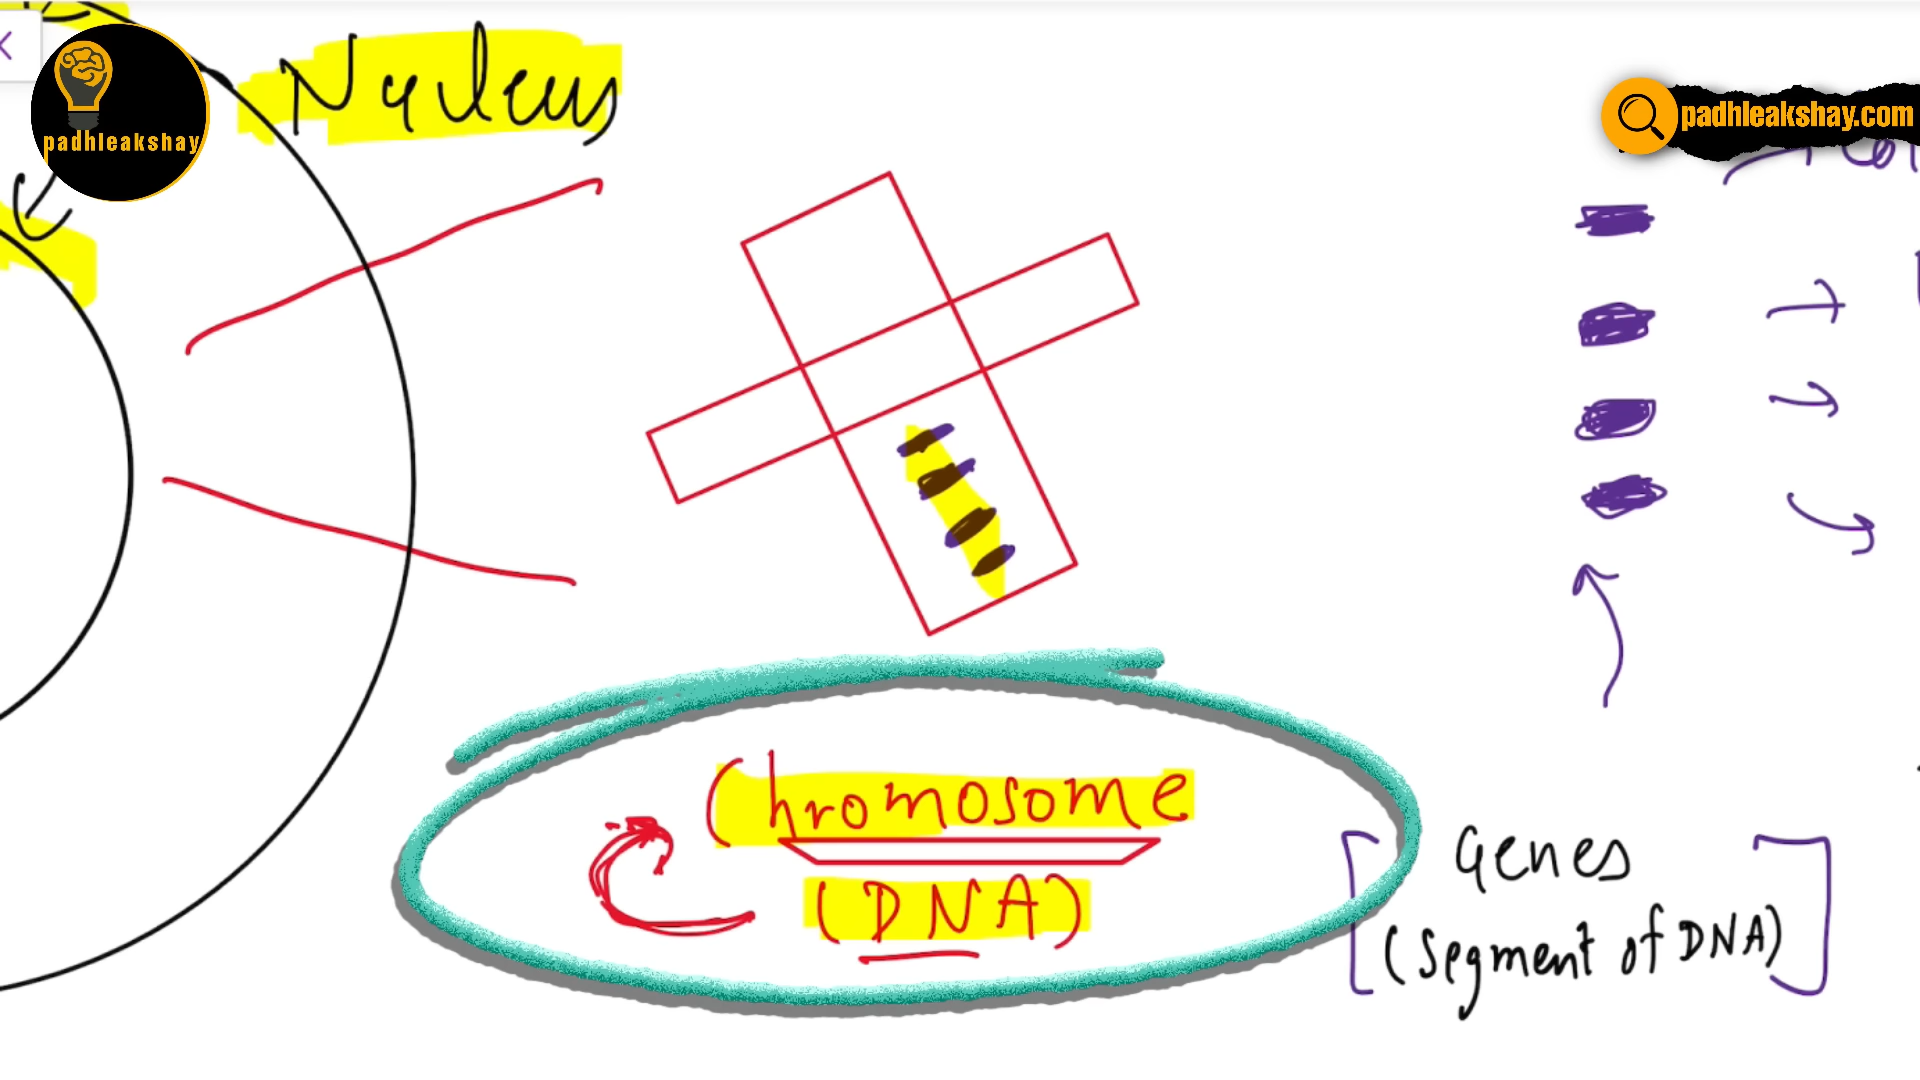 Nucleus
padhleakshay
padhleakshay.com
Chromosome
(DNA)
Genes
(Segment of DNA)